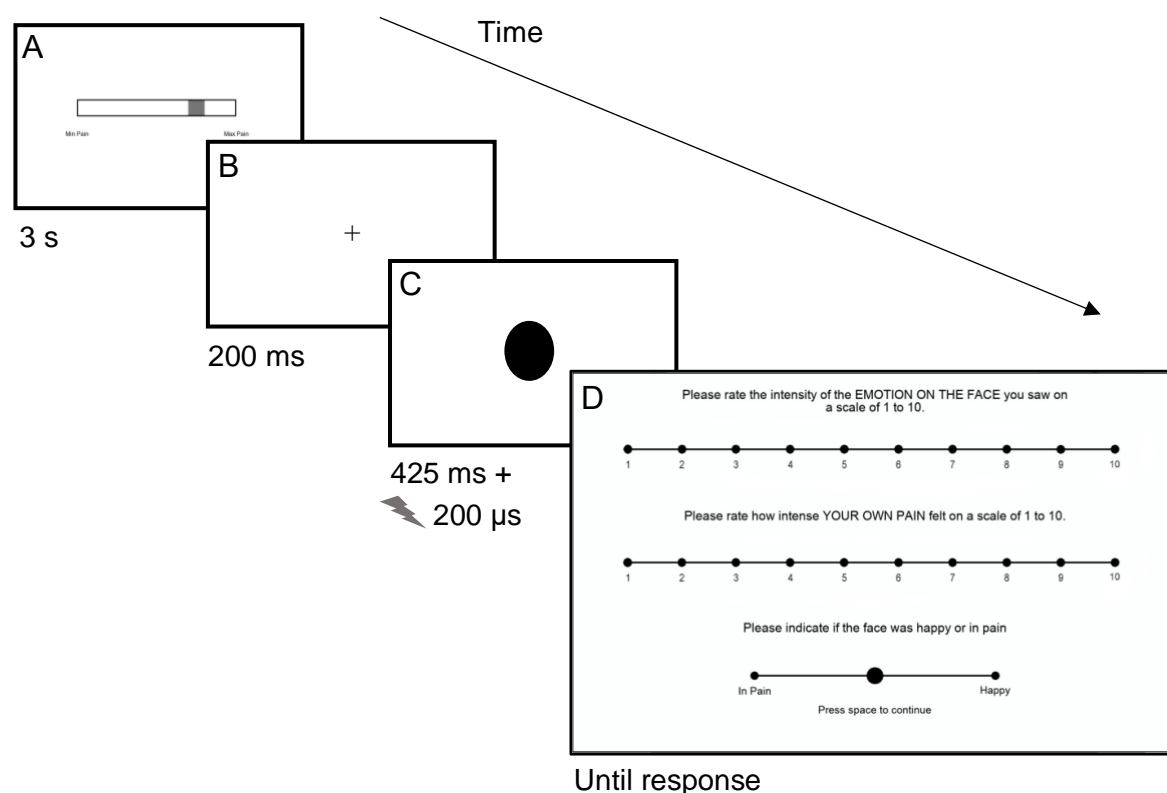 Time
A
Min Pain Max Pain
3 s
B
200 ms
C
425 ms +
200 µs
D
Please rate the intensity of the EMOTION ON THE FACE you saw on
a scale of 1 to 10.
1 2 3 4 5 6 7 8 9 10
Please rate how intense YOUR OWN PAIN felt on a scale of 1 to 10.
1 2 3 4 5 6 7 8 9 10
Please indicate if the face was happy or in pain
In Pain Happy
Press space to continue
Until response